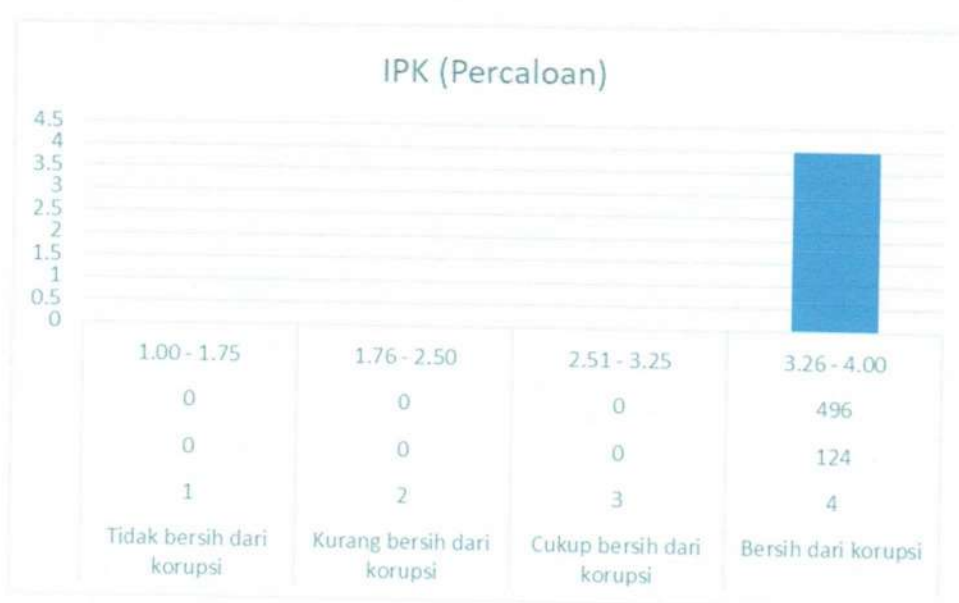 IPK (Percaloan)
4.5
4
3.5
3
2.5
2
1.5
1
0.5
0
1.00 - 1.75 1.76 - 2.50 2.51 - 3.25 3.26 - 4.00
0 0 0 496
0 0 0 124
1 2 3 4
Tidak bersih dari Kurang bersih dari Cukup bersih dari Bersih dari korupsi
korupsi korupsi korupsi